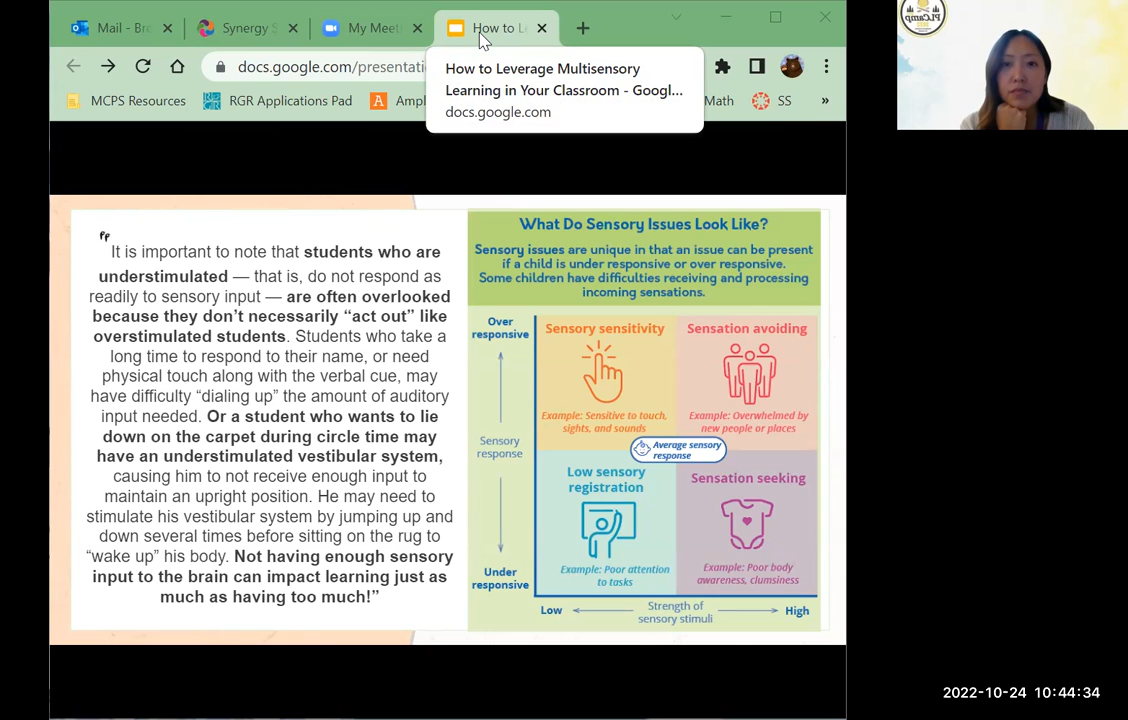 Mail - Br
Synergy S
My Meet
How to Le
docs.google.com/presentati
How to Leverage Multisensory
Learning in Your Classroom - Googl...
docs.google.com
MCPS Resources
RGR Applications Pad
Ampl
Math
SS
»
PLCamp
"It is important to note that students who are
understimulated — that is, do not respond as
readily to sensory input — are often overlooked
because they don't necessarily “act out” like
overstimulated students. Students who take a
long time to respond to their name, or need
physical touch along with the verbal cue, may
have difficulty “dialing up” the amount of auditory
input needed. Or a student who wants to lie
down on the carpet during circle time may
have an understimulated vestibular system,
causing him to not receive enough input to
maintain an upright position. He may need to
stimulate his vestibular system by jumping up and
down several times before sitting on the rug to
“wake up” his body. Not having enough sensory
input to the brain can impact learning just as
much as having too much!”
What Do Sensory Issues Look Like?
Sensory issues are unique in that an issue can be present
if a child is under responsive or over responsive.
Some children have difficulties receiving and processing
incoming sensations.
Over
responsive
Sensory
response
Under
responsive
Sensory sensitivity
Example: Sensitive to touch,
sights, and sounds
Sensation avoiding
Example: Overwhelmed by
new people or places
Average sensory
response
Low sensory
registration
Example: Poor attention
to tasks
Sensation seeking
Example: Poor body
awareness, clumsiness
Low
Strength of
sensory stimuli
High
2022-10-24 10:44:34